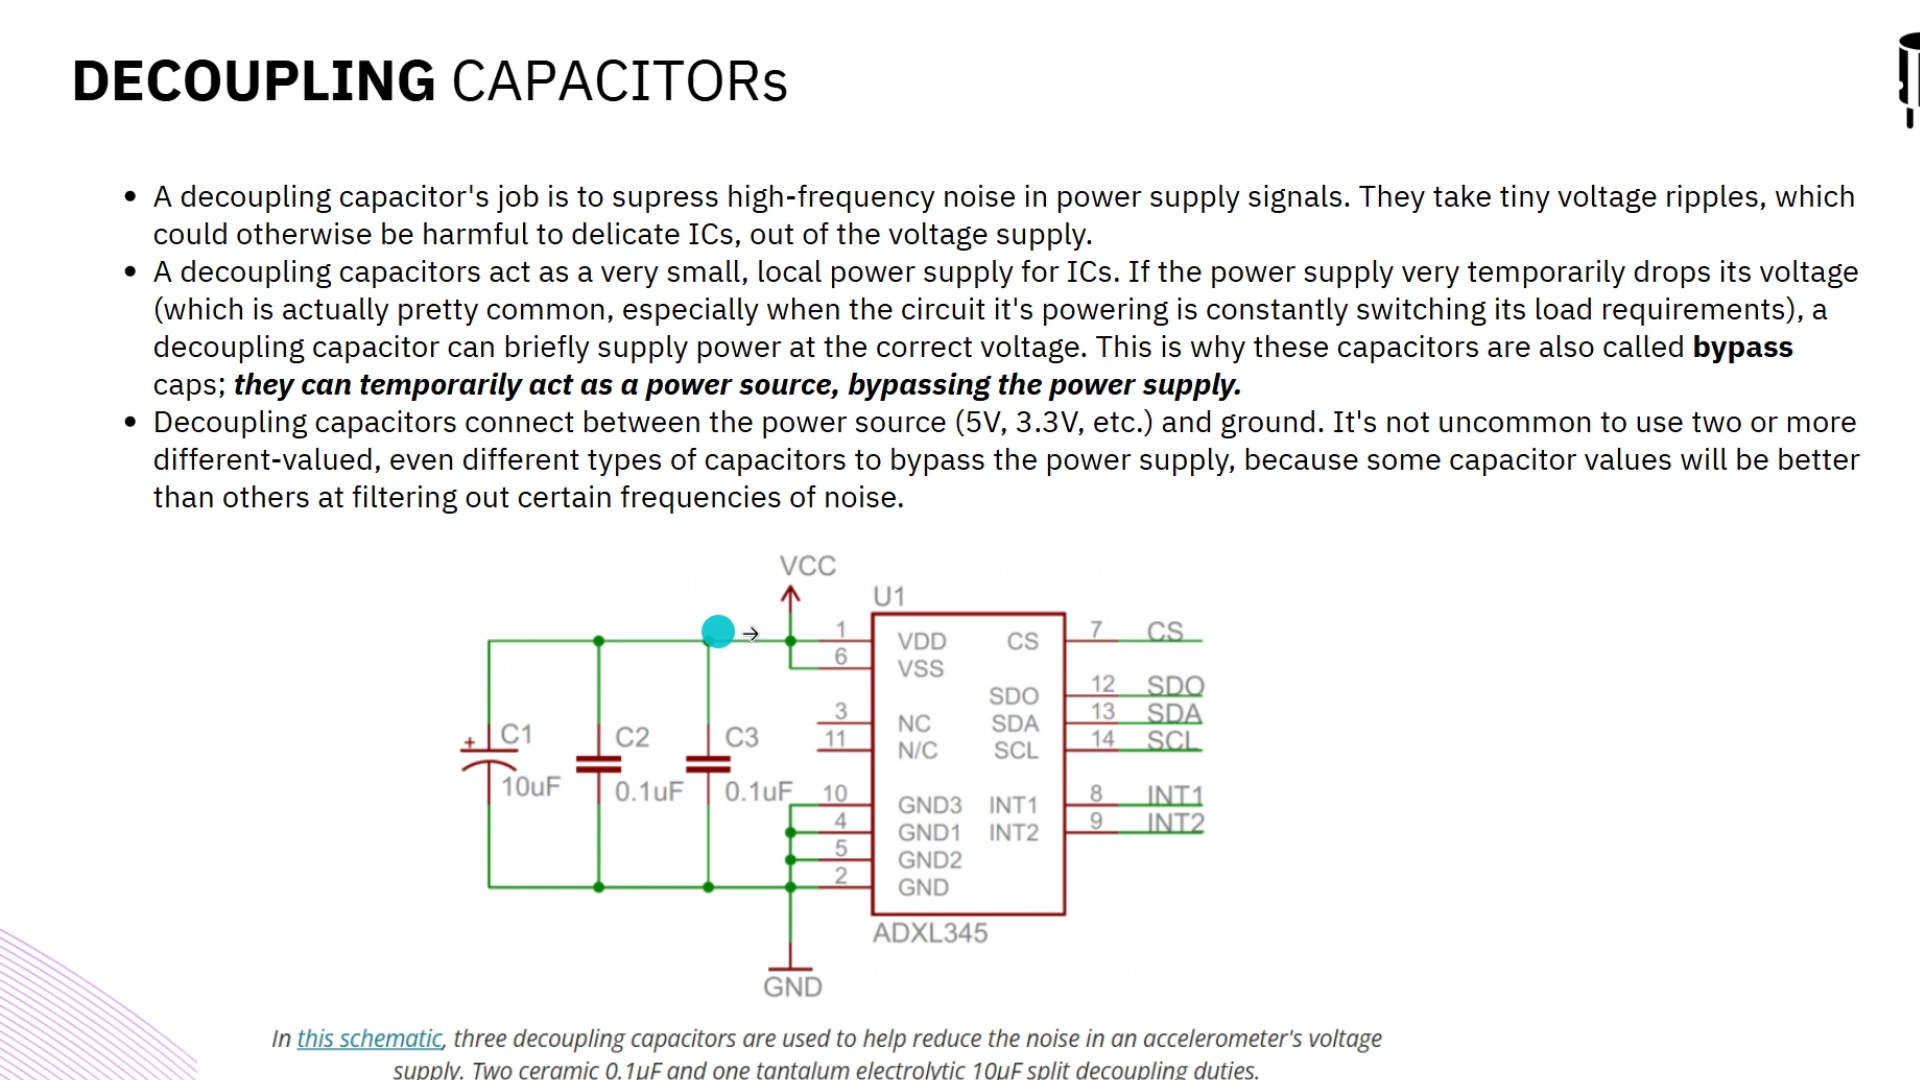 DECOUPLING CAPACITORs
A decoupling capacitor's job is to supress high-frequency noise in power supply signals. They take tiny voltage ripples, which
could otherwise be harmful to delicate ICs, out of the voltage supply.
A decoupling capacitors act as a very small, local power supply for ICs. If the power supply very temporarily drops its voltage
(which is actually pretty common, especially when the circuit it's powering is constantly switching its load requirements), a
decoupling capacitor can briefly supply power at the correct voltage. This is why these capacitors are also called bypass
caps; they can temporarily act as a power source, bypassing the power supply.
Decoupling capacitors connect between the power source (5V, 3.3V, etc.) and ground. It's not uncommon to use two or more
different-valued, even different types of capacitors to bypass the power supply, because some capacitor values will be better
than others at filtering out certain frequencies of noise.
VCC
U1
1 VDD CS 7 CS
6 VSS
SDO 12 SDO
3 NC SDA 13 SDA
11 N/C SCL 14 SCL
+ C1 C2 C3
10uF 0.1uF 0.1uF
10 GND3 INT1 8 INT1
4 GND1 INT2 9 INT2
5 GND2
2 GND
ADXL345
GND
In this schematic, three decoupling capacitors are used to help reduce the noise in an accelerometer's voltage
supply. Two ceramic 0.1µF and one tantalum electrolytic 10µF split decoupling duties.